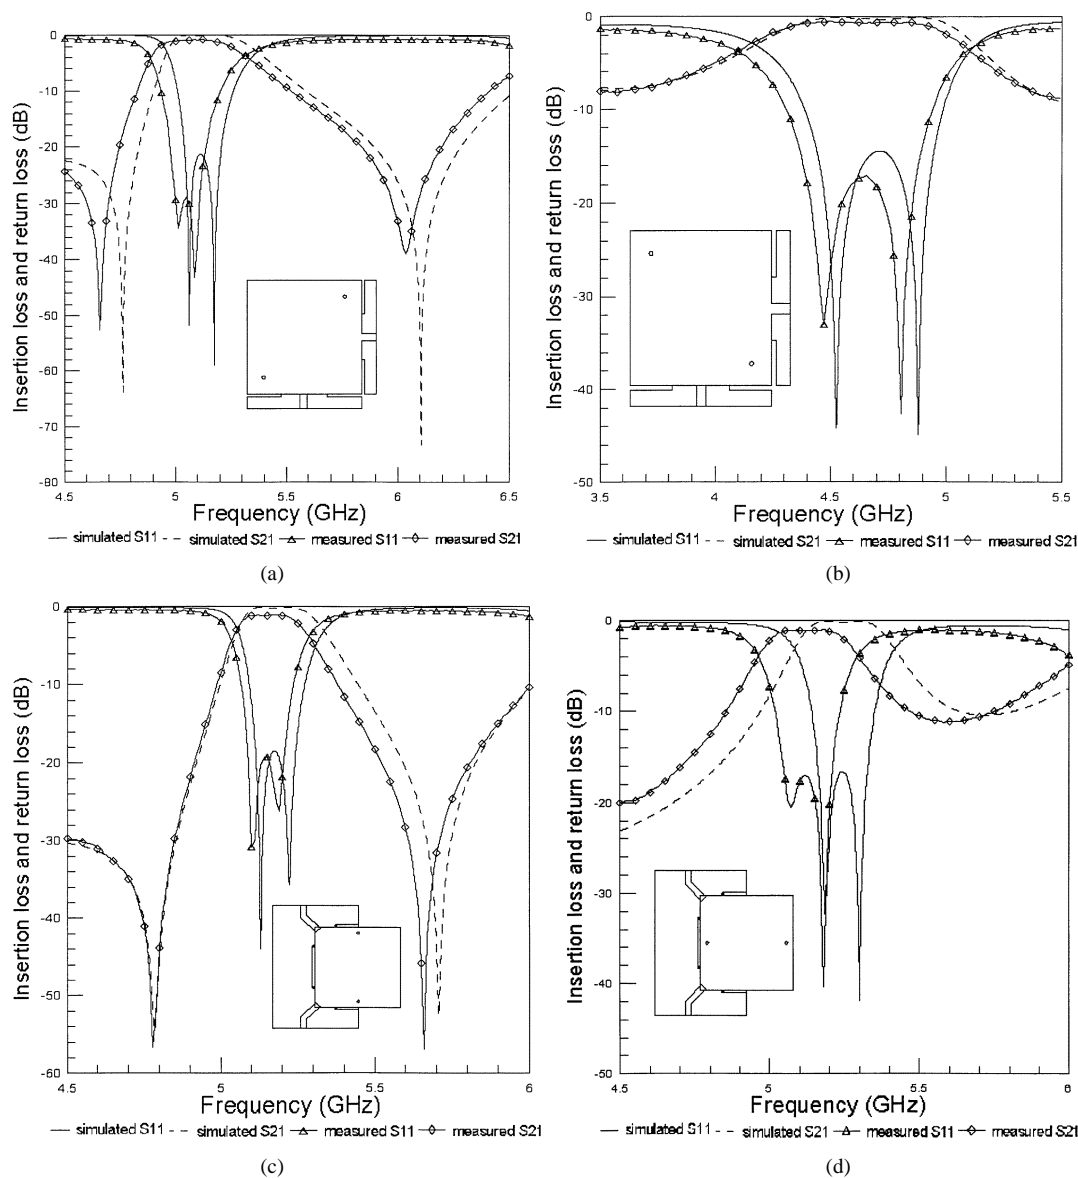 0
-10
-20
-30
-40
-50
-60
-70
-80
4.5
5
5.5
6
6.5
Insertion loss and return loss (dB)
Frequency (GHz)
simulated S11
simulated S21
measured S11
measured S21
(a)
0
-10
-20
-30
-40
-50
3.5
4
4.5
5
5.5
Insertion loss and return loss (dB)
Frequency (GHz)
simulated S11
simulated S21
measured S11
measured S21
(b)
0
-10
-20
-30
-40
-50
-60
4.5
5
5.5
6
Insertion loss and return loss (dB)
Frequency (GHz)
simulated S11
simulated S21
measured S11
measured S21
(c)
0
-10
-20
-30
-40
-50
4.5
5
5.5
6
Insertion loss and return loss (dB)
Frequency (GHz)
simulated S11
simulated S21
measured S11
measured S21
(d)